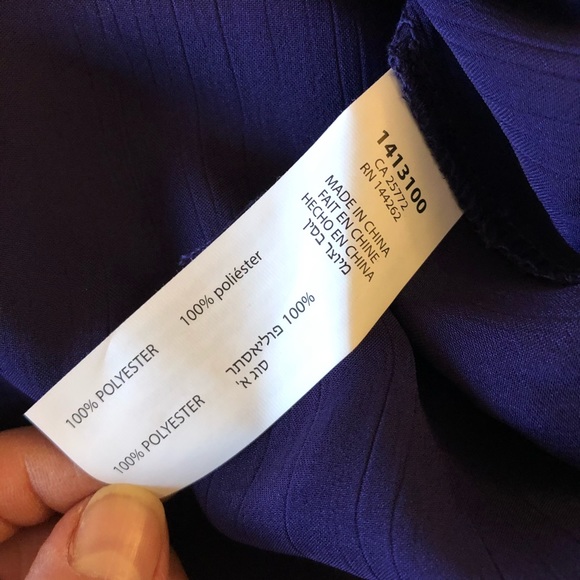 1413100
CA 25772
RN 144262
MADE IN CHINA
FAIT EN CHINE
HECHO EN CHINA
מיוצר בסין
100% poliéster
100% פוליאסתר
סוג א'
100% POLYESTER
100% POLYESTER